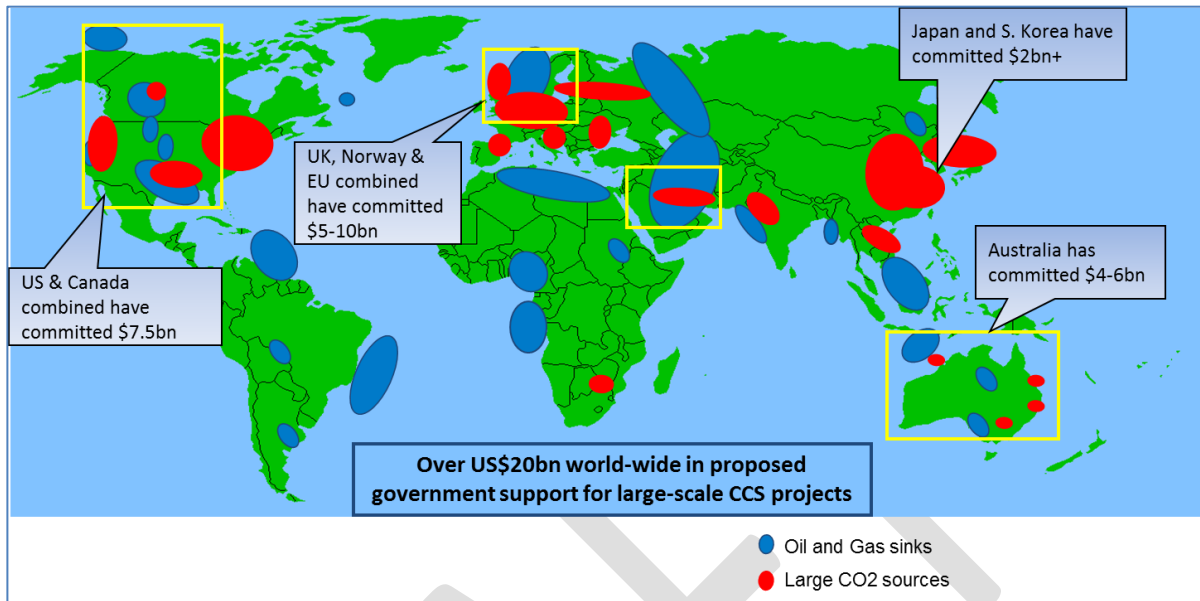 Japan and S. Korea have
committed $2bn+
UK, Norway &
EU combined
have committed
$5-10bn
Australia has
committed $4-6bn
US & Canada
combined have
committed $7.5bn
Over US$20bn world-wide in proposed
government support for large-scale CCS projects
Oil and Gas sinks
Large CO2 sources